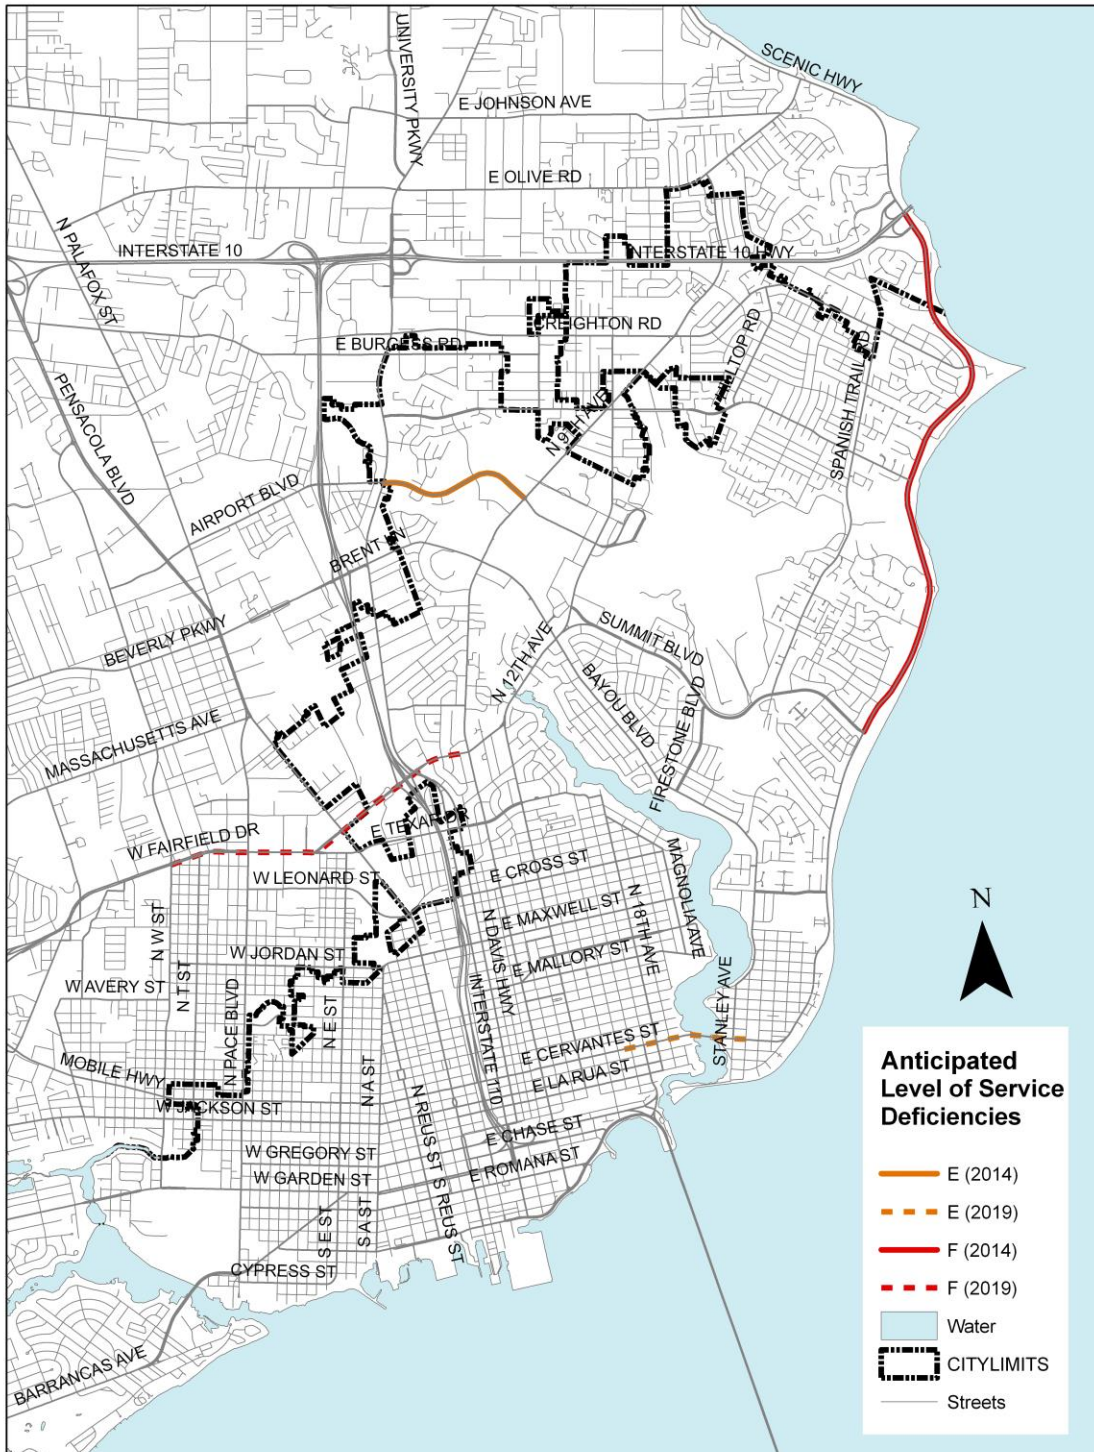 SCENIC HWY
UNIVERSITY PKWY
E JOHNSON AVE
E OLIVE RD
N PALAFOX ST
INTERSTATE 10
NTERSTATE 10 HWY
CREIGHTON RD
E BURGESS RD
HILLTOP RD
SPANISH TRAIL RD
PENSACOLA BLVD
N 9TH AVE
AIRPORT BLVD
BRENT LN
BEVERLY PKWY
SUMMIT BLVD
N 12TH AVE
BAYOU BLVD
FIRESTONE BLVD
MASSACHUSETTS AVE
W FAIRFIELD DR
E TEXAR D
MAGNOLIA AVE
W LEONARD ST
E CROSS ST
N
E MAXWELL ST
N 18TH AVE
N W ST
N DAVIS HWY
E MALLORY ST
W JORDAN ST
W AVERY ST
N T ST
N PACE BLVD
N E ST
INTERSTATE I110
STANLEY AVE
E CERVANTES ST
MOBILE HWY
N A ST
E LA RUA ST
W JACKSON ST
N REUS ST
E CHASE ST
W GREGORY ST
E ROMANA ST
W GARDEN ST
S REUS ST
S E ST
S A ST
CYPRESS ST
BARRANCAS AVE
Anticipated
Level of Service
Deficiencies
E (2014)
E (2019)
F (2014)
F (2019)
Water
CITYLIMITS
Streets